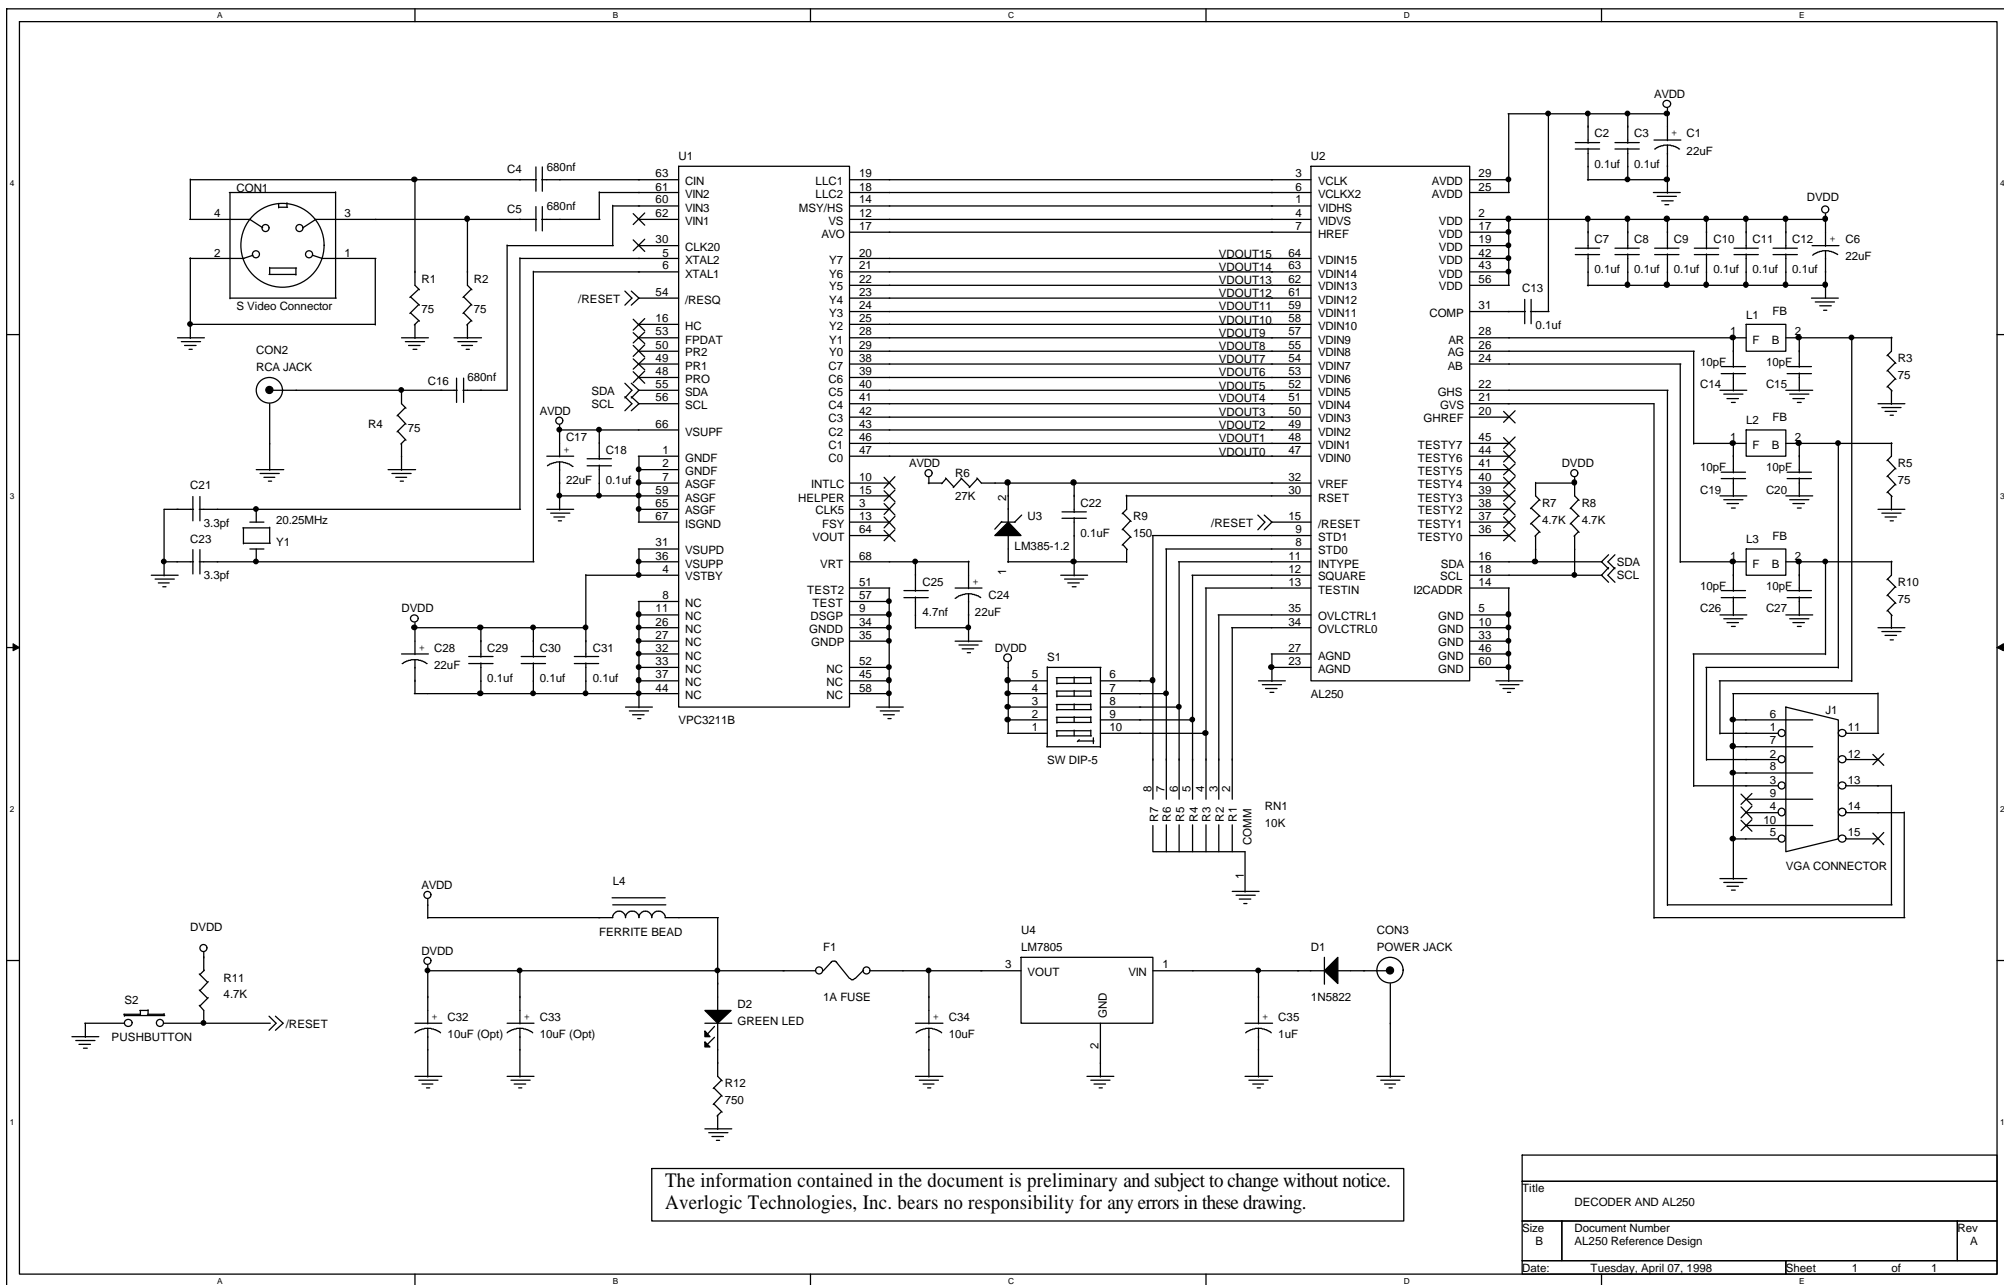 A B C D E
4 4
3 3
2 2
1 1
AVDD
C2 C3 C1
0.1uf 0.1uf + 22uF
DVDD
C7 C8 C9 C10 C11 C12 + C6
0.1uf 0.1uf 0.1uf 0.1uf 0.1uf 0.1uf 22uF
C13
0.1uf
CON1
4 3
2 1
S Video Connector
C4 680nf
C5 680nf
R1
75
R2
75
CON2
RCA JACK
C16 680nf
R4
75
C21
3.3pf
20.25MHz
Y1
C23
3.3pf
/RESET
SDA
SCL
AVDD
C17
+
22uF
C18
0.1uf
DVDD
+ C28
22uF
C29
0.1uf
C30
0.1uf
C31
0.1uf
U1
63 CIN
61 VIN2
60 VIN3
62 VIN1
30 CLK20
5 XTAL2
6 XTAL1
54 /RESQ
16 HC
53 FPDAT
50 PR2
49 PR1
48 PRO
55 SDA
56 SCL
66 VSUPF
1 GNDF
2 GNDF
7 ASGF
59 ASGF
65 ASGF
67 ISGND
31 VSUPD
36 VSUPP
4 VSTBY
8 NC
11 NC
26 NC
27 NC
32 NC
33 NC
37 NC
44 NC
LLC1 19
LLC2 18
MSY/HS 14
VS 12
AVO 17
Y7 20
Y6 21
Y5 22
Y4 23
Y3 24
Y2 25
Y1 28
Y0 29
C7 38
C6 39
C5 40
C4 41
C3 42
C2 43
C1 46
C0 47
INTLC 10
HELPER 15
CLK5 3
FSY 13
VOUT 64
VRT 68
TEST2 51
TEST 57
DSGP 9
GNDD 34
GNDP 35
NC 52
NC 45
NC 58
VPC3211B
C25
4.7nf
+
C24
22uF
AVDD
R6
27K
2
U3
LM385-1.2
1
C22
0.1uF
R9
150
/RESET
U2
3 VCLK
6 VCLKX2
1 VIDHS
4 VIDVS
7 HREF
VDOUT15 64 VDIN15
VDOUT14 63 VDIN14
VDOUT13 62 VDIN13
VDOUT12 61 VDIN12
VDOUT11 59 VDIN11
VDOUT10 58 VDIN10
VDOUT9 57 VDIN9
VDOUT8 55 VDIN8
VDOUT7 54 VDIN7
VDOUT6 53 VDIN6
VDOUT5 52 VDIN5
VDOUT4 51 VDIN4
VDOUT3 50 VDIN3
VDOUT2 49 VDIN2
VDOUT1 48 VDIN1
VDOUT0 47 VDIN0
32 VREF
30 RSET
15 /RESET
9 STD1
8 STD0
11 INTYPE
12 SQUARE
13 TESTIN
35 OVLCTRL1
34 OVLCTRL0
27 AGND
23 AGND
AVDD 29
AVDD 25
VDD 2
VDD 17
VDD 19
VDD 42
VDD 43
VDD 56
COMP 31
AR 28
AG 26
AB 24
GHS 22
GVS 21
GHREF 20
TESTY7 45
TESTY6 44
TESTY5 41
TESTY4 40
TESTY3 39
TESTY2 38
TESTY1 37
TESTY0 36
SDA 16
SCL 18
I2CADDR 14
GND 5
GND 10
GND 33
GND 46
GND 60
AL250
DVDD
R7
4.7K
R8
4.7K
SDA
SCL
L1 FB
1 F B 2
10pF
C14
10pF
C15
R3
75
L2 FB
1 F B 2
10pF
C19
10pF
C20
R5
75
L3 FB
1 F B 2
10pF
C26
10pF
C27
R10
75
DVDD
S1
5 6
4 7
3 8
2 9
1 10
SW DIP-5
8 7 6 5 4 3 2
R7 R6 R5 R4 R3 R2 R1 COMM
RN1
10K
1
J1
6
1 11
7
2 12
8
3 13
9
4 14
10
5 15
VGA CONNECTOR
AVDD
L4
FERRITE BEAD
DVDD
R11
4.7K
S2
PUSHBUTTON
/RESET
DVDD
+ C32
10uF (Opt)
+ C33
10uF (Opt)
D2
GREEN LED
R12
750
F1
1A FUSE
+ C34
10uF
U4
LM7805
3 VOUT VIN 1
GND
2
+ C35
1uF
D1
1N5822
CON3
POWER JACK
The information contained in the document is preliminary and subject to change without notice.
Averlogic Technologies, Inc. bears no responsibility for any errors in these drawing.
Title
DECODER AND AL250
Size Document Number Rev
B AL250 Reference Design A
Date: Tuesday, April 07, 1998 Sheet 1 of 1
A B C D E